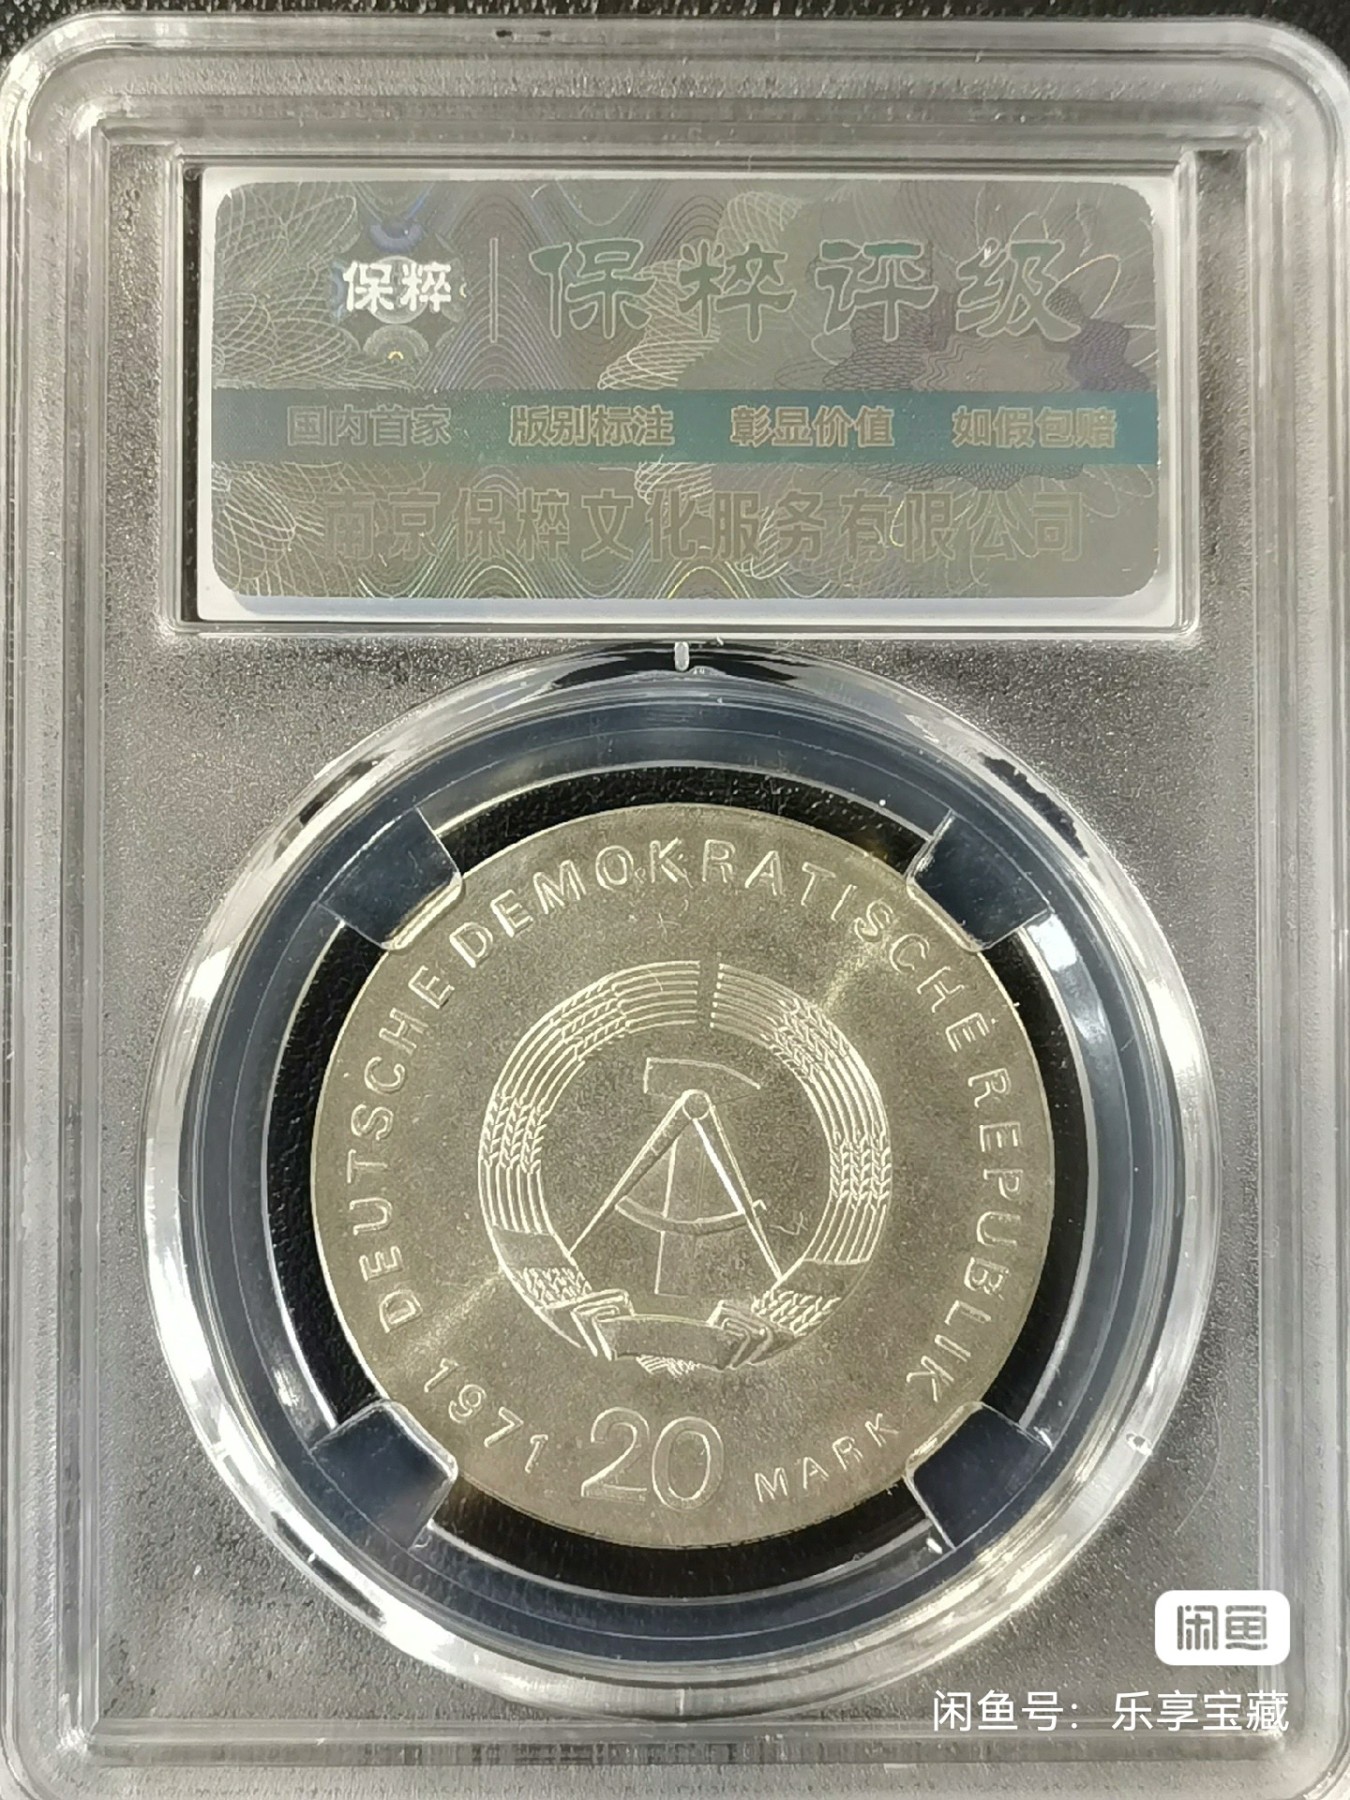 保粹 保粹评级
国内首家 版别标注 彰显价值 如假包赔
南京保粹文化服务有限公司
DEUTSCHE DEMOKRATISCHE REPUBLIK
1971 20 MARK
闲鱼
闲鱼号：乐享宝藏